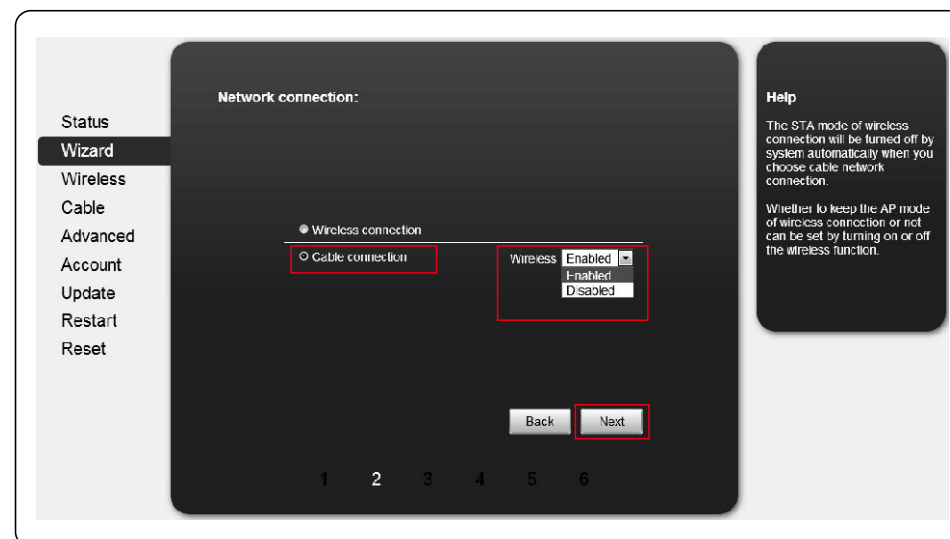 Network connection:
Status
Wizard
Wireless
Cable
Advanced
Account
Update
Restart
Reset
Wireless connection
Cable connection
Wireless Enabled
Enabled
Disabled
Back Next
1 2 3 4 5 6
Help
The STA mode of wireless
connection will be turned off by
system automatically when you
choose cable network
connection.
Whether to keep the AP mode
of wireless connection or not
can be set by turning on or off
the wireless function.